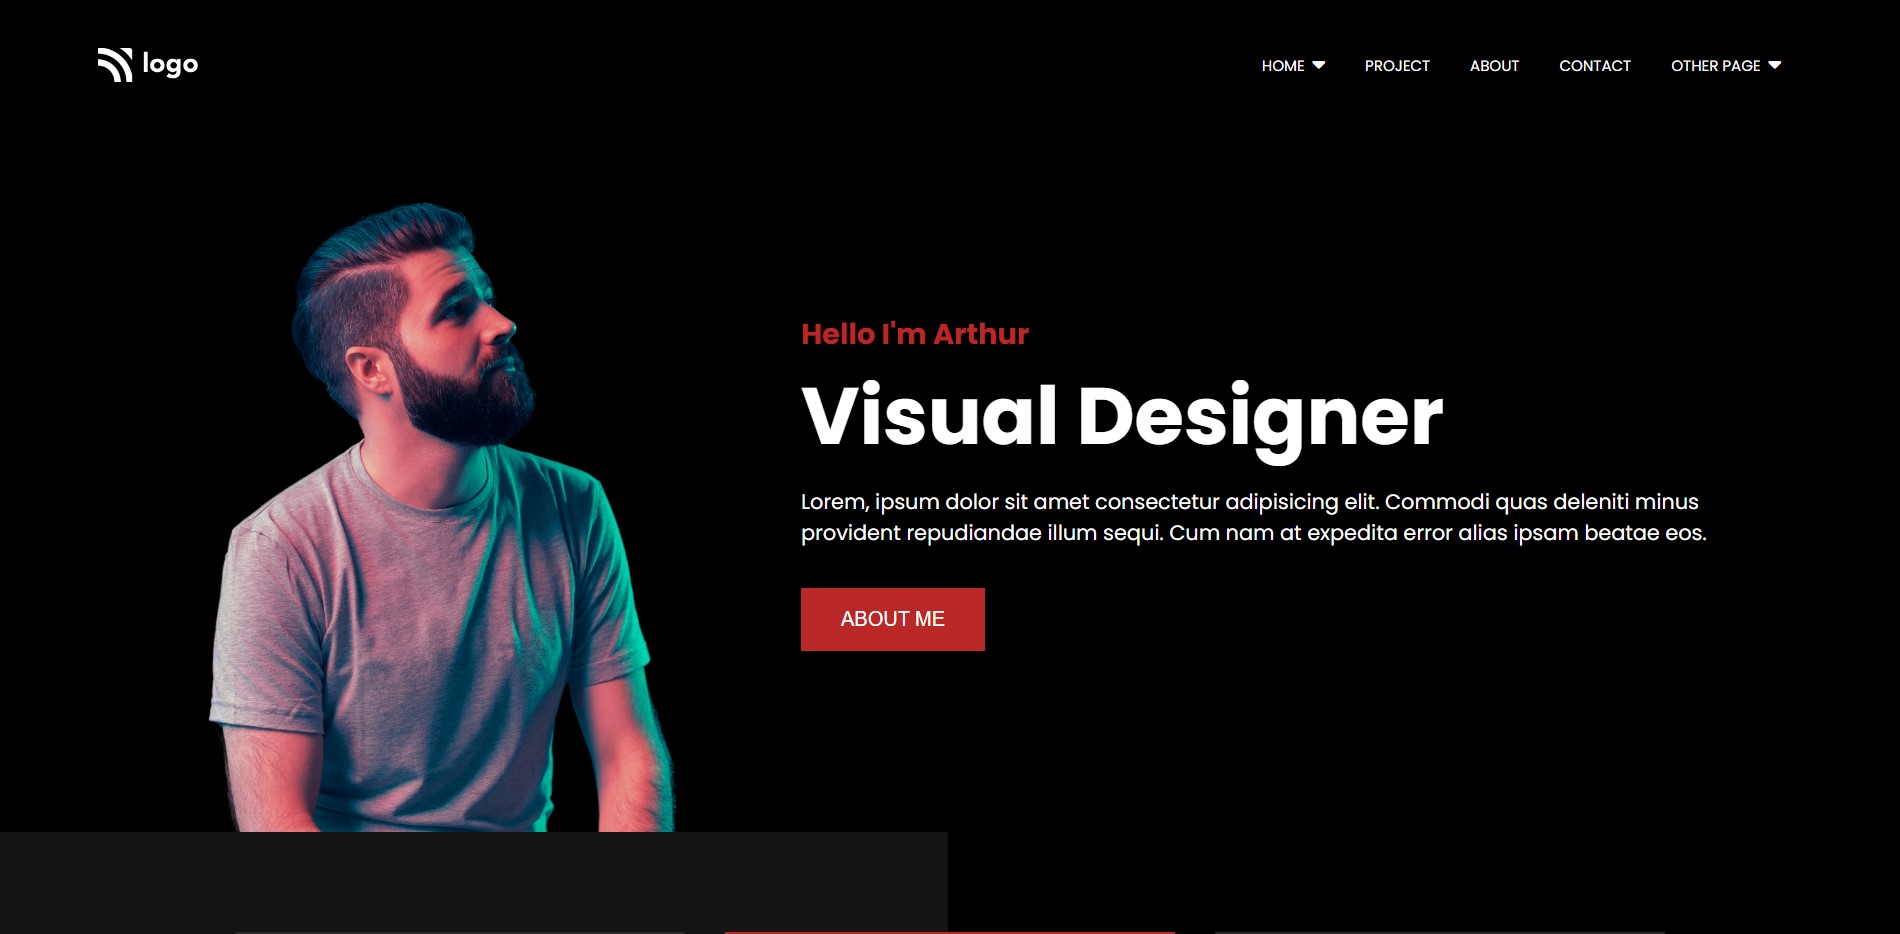 logo
HOME
PROJECT
ABOUT
CONTACT
OTHER PAGE
Hello I'm Arthur
Visual Designer
Lorem, ipsum dolor sit amet consectetur adipisicing elit. Commodi quas deleniti minus
provident repudiandae illum sequi. Cum nam at expedita error alias ipsam beatae eos.
ABOUT ME